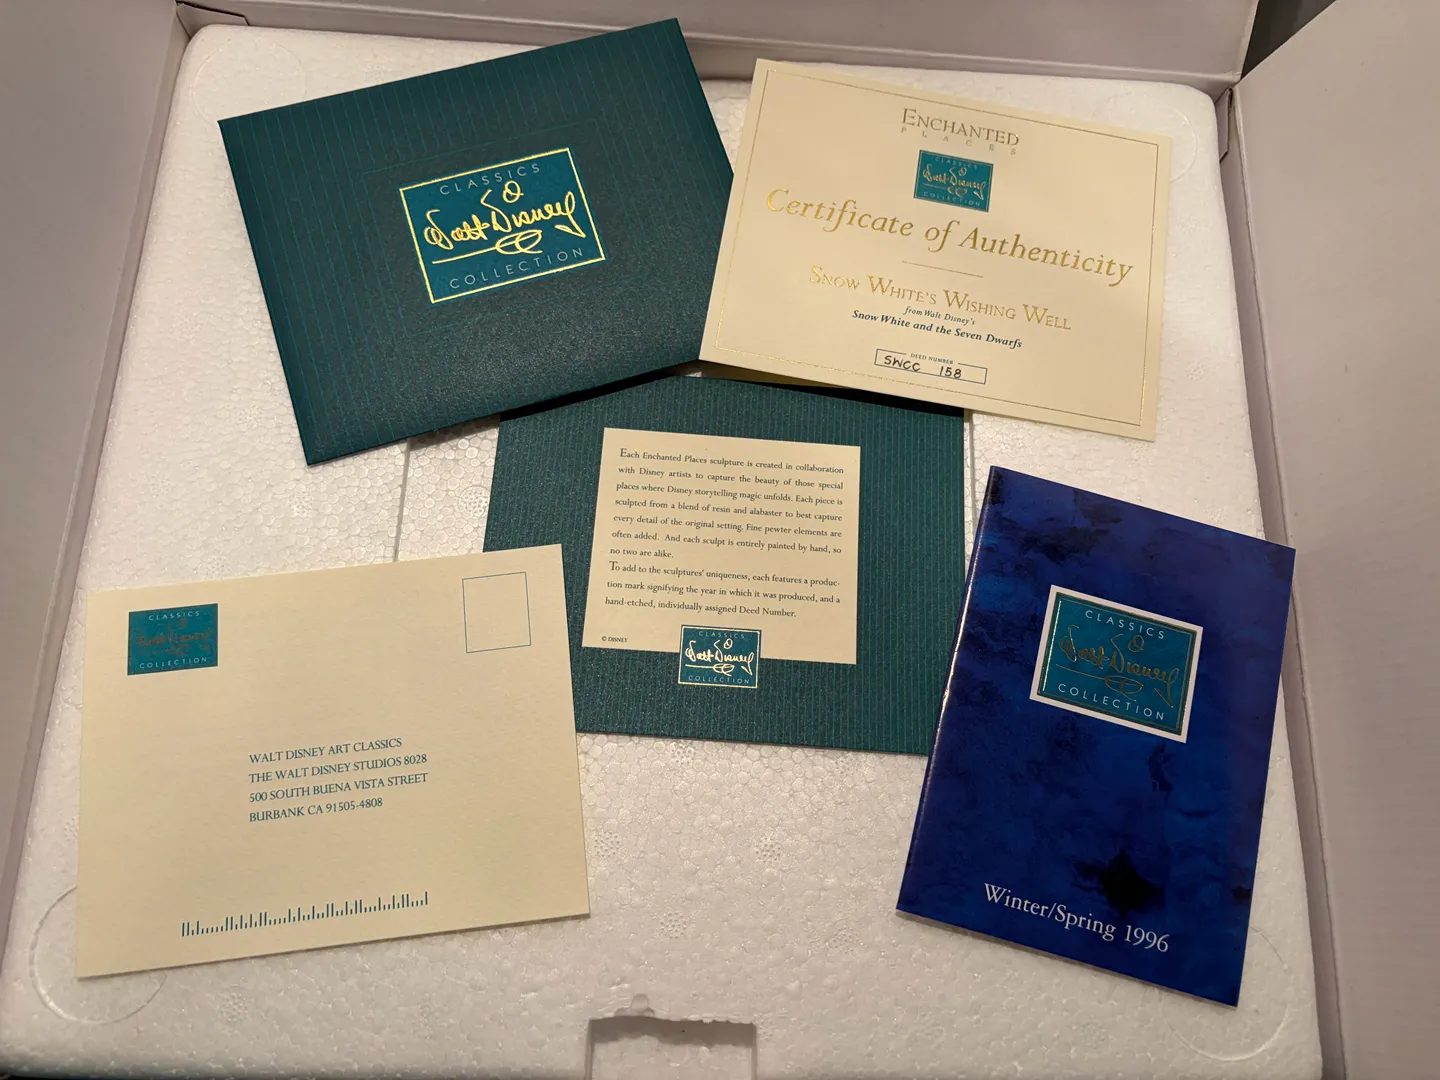 CLASSICS
Walt Disney
COLLECTION
ENCHANTED
PLACES
CLASSICS
Walt Disney
COLLECTION
Certificate of Authenticity
SNOW WHITE'S WISHING WELL
from Walt Disney's
Snow White and the Seven Dwarfs
DEED NUMBER
SWCC 158
Each Enchanted Places sculpture is created in collaboration
with Disney artists to capture the beauty of those special
places where Disney storytelling magic unfolds. Each piece is
sculpted from a blend of resin and alabaster to best capture
every detail of the original setting. Fine pewter elements are
often added. And each sculpt is entirely painted by hand, so
no two are alike.
To add to the sculptures' uniqueness, each features a produc-
tion mark signifying the year in which it was produced, and a
hand-etched, individually assigned Deed Number.
© DISNEY
CLASSICS
Walt Disney
COLLECTION
CLASSICS
Walt Disney
COLLECTION
WALT DISNEY ART CLASSICS
THE WALT DISNEY STUDIOS 8028
500 SOUTH BUENA VISTA STREET
BURBANK CA 91505-4808
CLASSICS
Walt Disney
COLLECTION
Winter/Spring 1996